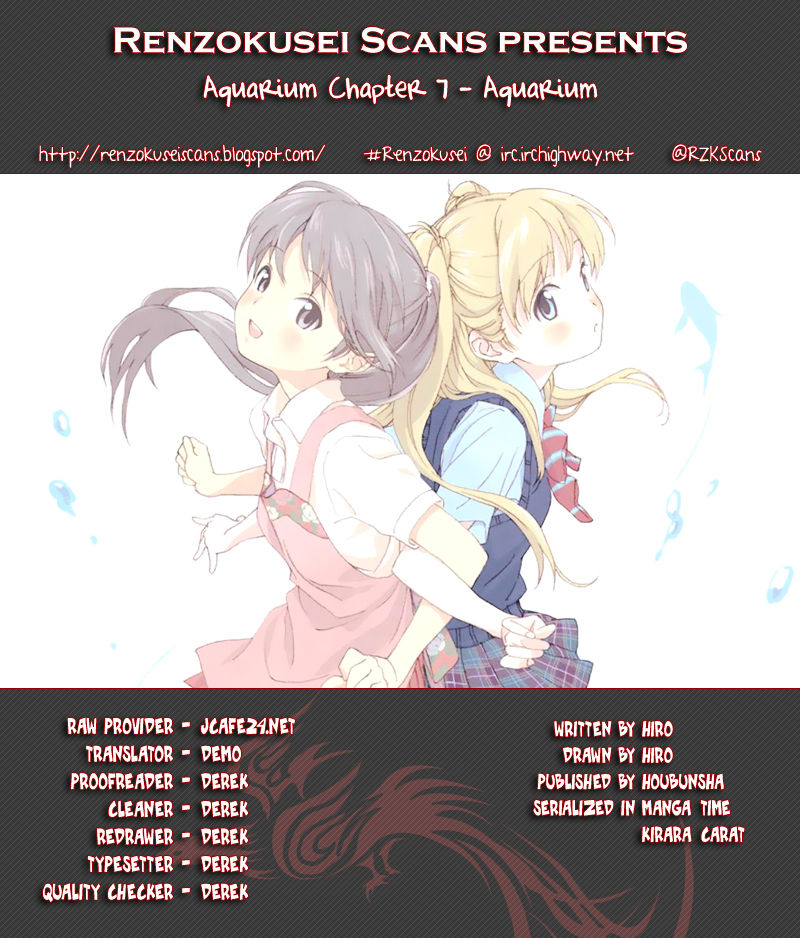 Renzokusei Scans presents
Aquarium Chapter 7 - Aquarium
http://renzokuseiscans.blogspot.com/ #Renzokusei @ irc.irchighway.net @RZKScans
RAW PROVIDER - JCAFE24.NET
TRANSLATOR - DEMO
PROOFREADER - DEREK
CLEANER - DEREK
REDRAWER - DEREK
TYPESETTER - DEREK
QUALITY CHECKER - DEREK
WRITTEN BY HIRO
DRAWN BY HIRO
PUBLISHED BY HOUBUNSHA
SERIALIZED IN MANGA TIME
KIRARA CARAT